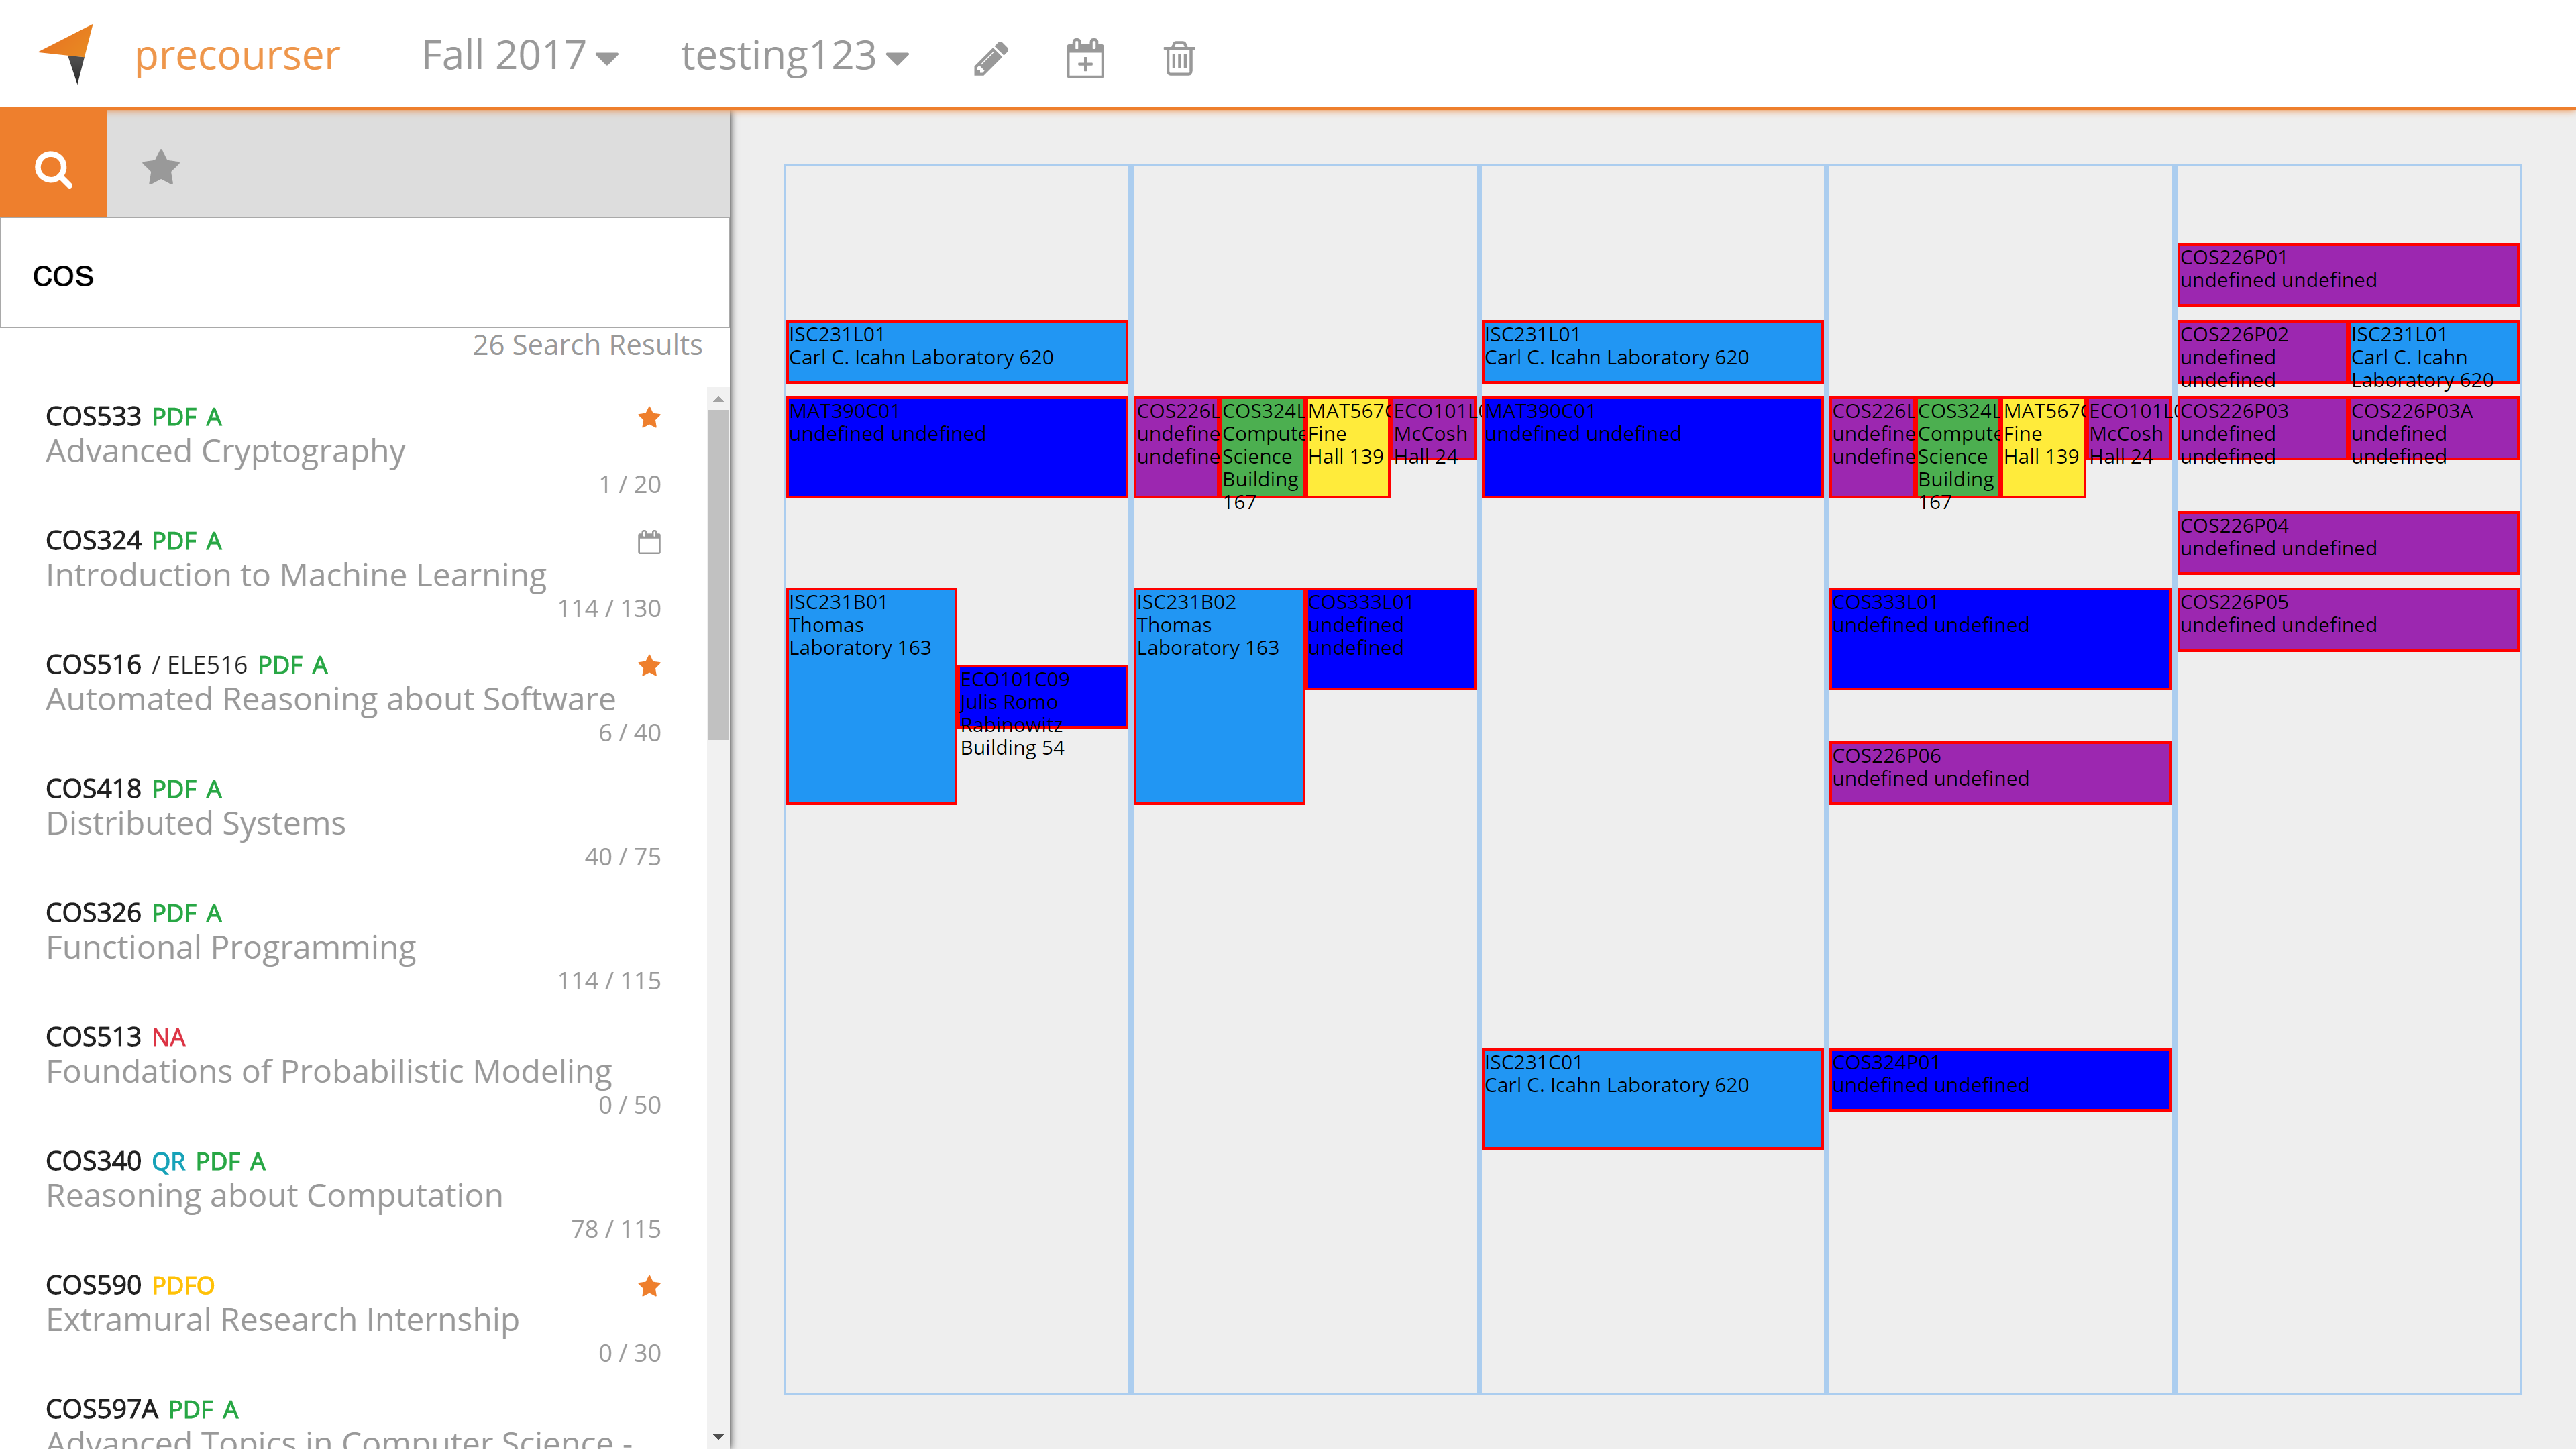 precourser
Fall 2017
testing123
COS
26 Search Results
COS533 PDF A
Advanced Cryptography
1 / 20
COS324 PDF A
Introduction to Machine Learning
114 / 130
COS516 / ELE516 PDF A
Automated Reasoning about Software
6 / 40
COS418 PDF A
Distributed Systems
40 / 75
COS326 PDF A
Functional Programming
114 / 115
COS513 NA
Foundations of Probabilistic Modeling
0 / 50
COS340 QR PDF A
Reasoning about Computation
78 / 115
COS590 PDFO
Extramural Research Internship
0 / 30
COS597A PDF A
Advanced Topics in Computer Science -
ISC231L01
Carl C. Icahn Laboratory 620
MAT390C01
undefined undefined
ISC231B01
Thomas
Laboratory 163
ECO101C09
Julis Romo
Rabinowitz
Building 54
COS226L
undefine
undefine
COS324L
Compute
Science
Building
167
MAT567
Fine
Hall 139
ECO101L0
McCosh
Hall 24
ISC231B02
Thomas
Laboratory 163
COS333L01
undefined
undefined
ISC231L01
Carl C. Icahn Laboratory 620
MAT390C01
undefined undefined
ISC231C01
Carl C. Icahn Laboratory 620
COS226L
undefine
undefine
COS324L
Compute
Science
Building
167
MAT567
Fine
Hall 139
ECO101L0
McCosh
Hall 24
COS333L01
undefined undefined
COS226P06
undefined undefined
COS324P01
undefined undefined
COS226P01
undefined undefined
COS226P02
undefined
undefined
ISC231L01
Carl C. Icahn
Laboratory 620
COS226P03
undefined
undefined
COS226P03A
undefined
undefined
COS226P04
undefined undefined
COS226P05
undefined undefined